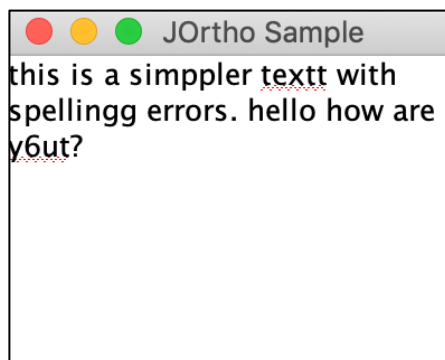 JOrtho Sample
this is a simppler textt with
spellingg errors. hello how are
y6ut?